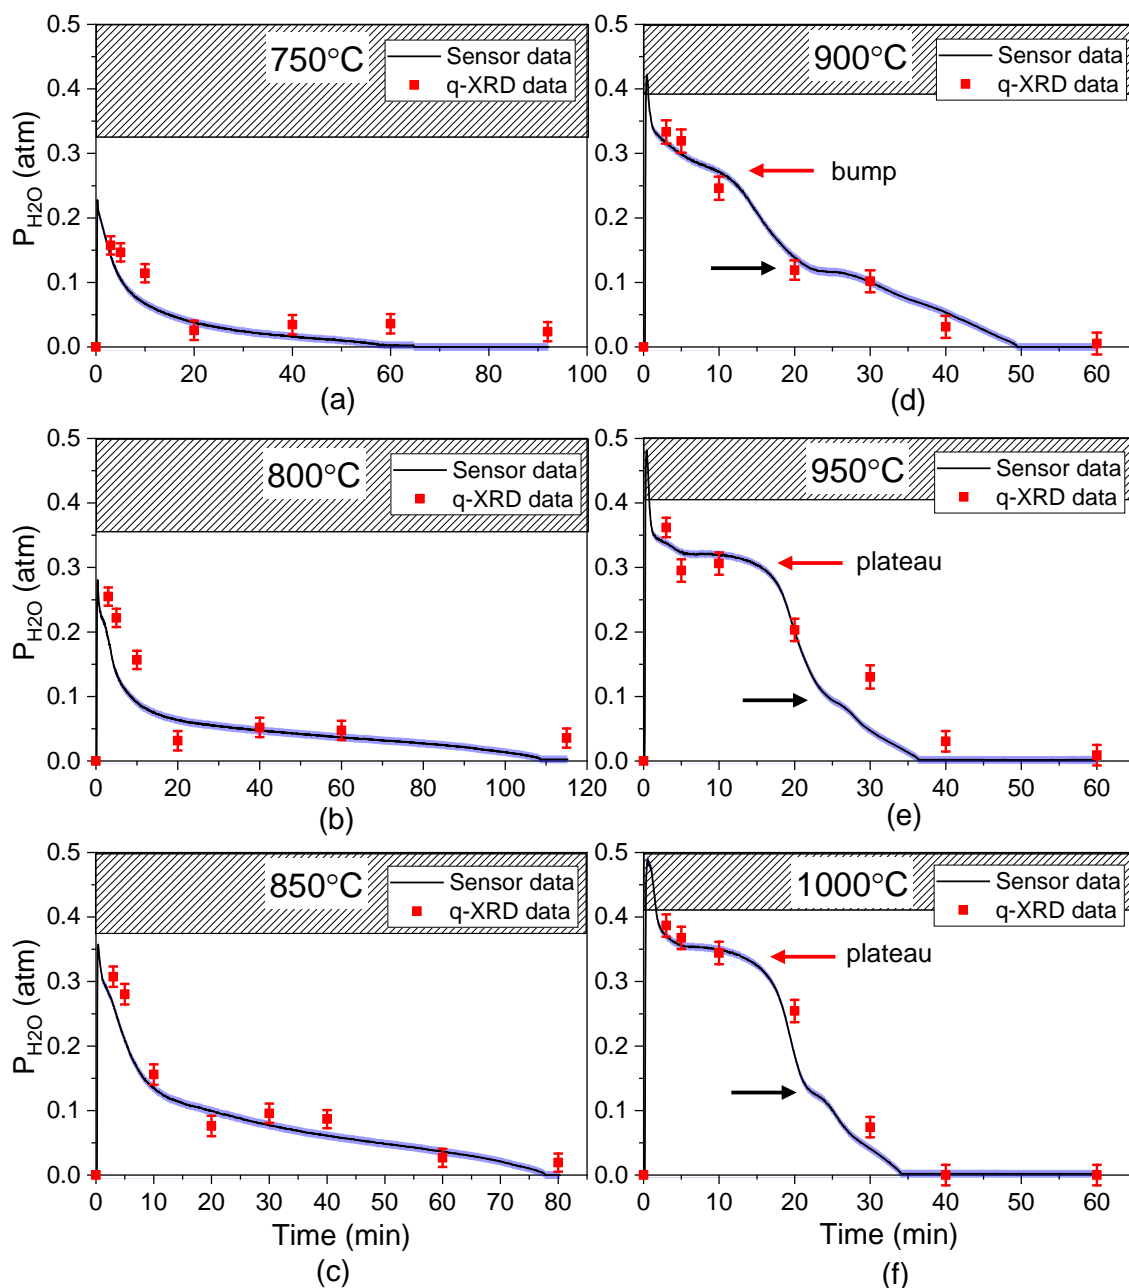 750°C
Sensor data
q-XRD data
P_H2O (atm)
0.5
0.4
0.3
0.2
0.1
0.0
0 20 40 60 80 100
(a)
900°C
Sensor data
q-XRD data
bump
0.5
0.4
0.3
0.2
0.1
0.0
0 10 20 30 40 50 60
(d)
800°C
Sensor data
q-XRD data
P_H2O (atm)
0.5
0.4
0.3
0.2
0.1
0.0
0 20 40 60 80 100 120
(b)
950°C
Sensor data
q-XRD data
plateau
0.5
0.4
0.3
0.2
0.1
0.0
0 10 20 30 40 50 60
(e)
850°C
Sensor data
q-XRD data
P_H2O (atm)
0.5
0.4
0.3
0.2
0.1
0.0
0 10 20 30 40 50 60 70 80
Time (min)
(c)
1000°C
Sensor data
q-XRD data
plateau
0.5
0.4
0.3
0.2
0.1
0.0
0 10 20 30 40 50 60
Time (min)
(f)